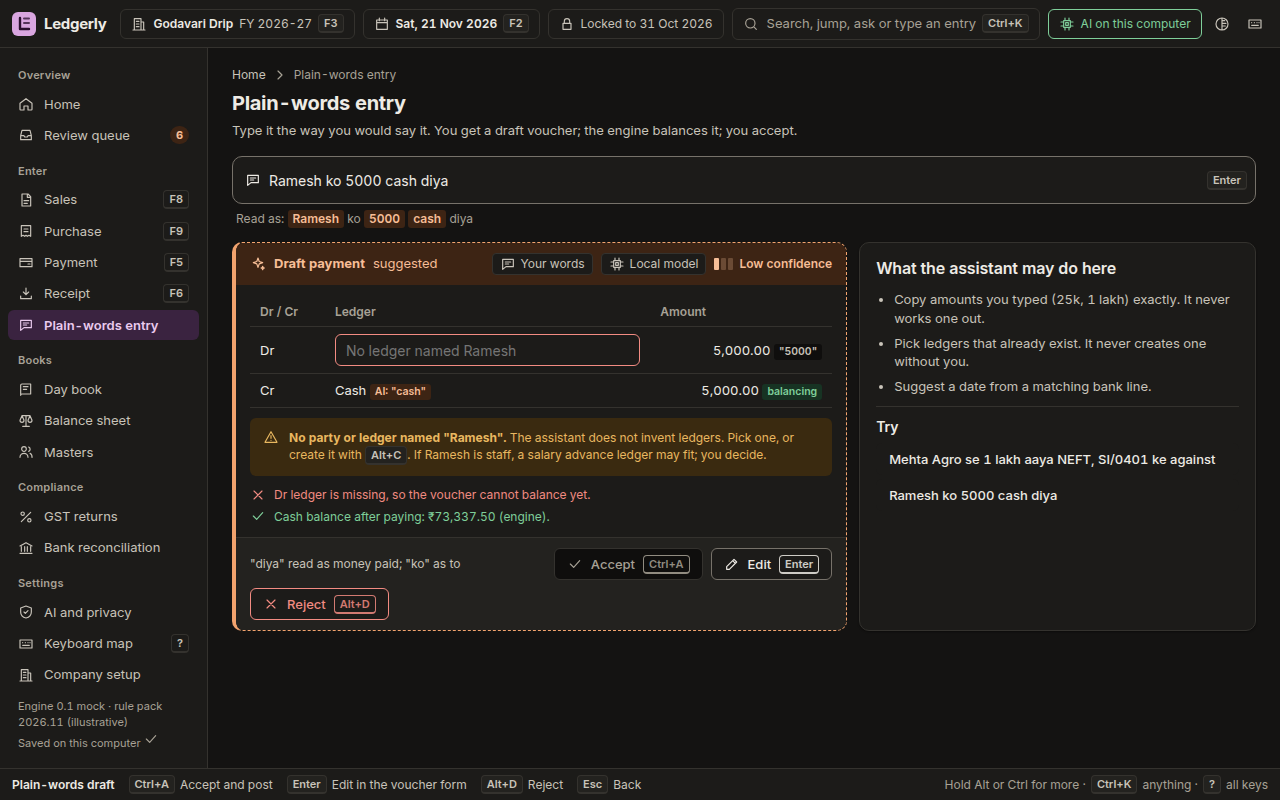 Ledgerly
Godavari Drip FY 2026-27 F3
Sat, 21 Nov 2026 F2
Locked to 31 Oct 2026
Search, jump, ask or type an entry Ctrl+K
AI on this computer
Overview
Home
Review queue 6
Enter
Sales F8
Purchase F9
Payment F5
Receipt F6
Plain-words entry
Books
Day book
Balance sheet
Masters
Compliance
GST returns
Bank reconciliation
Settings
AI and privacy
Keyboard map ?
Company setup
Engine 0.1 mock · rule pack
2026.11 (illustrative)
Saved on this computer
Home > Plain-words entry
Plain-words entry
Type it the way you would say it. You get a draft voucher; the engine balances it; you accept.
Ramesh ko 5000 cash diya Enter
Read as: Ramesh ko 5000 cash diya
Draft payment suggested Your words Local model Low confidence
Dr / Cr Ledger Amount
Dr No ledger named Ramesh 5,000.00 "5000"
Cr Cash AI: "cash" 5,000.00 balancing
No party or ledger named "Ramesh". The assistant does not invent ledgers. Pick one, or
create it with Alt+C. If Ramesh is staff, a salary advance ledger may fit; you decide.
Dr ledger is missing, so the voucher cannot balance yet.
Cash balance after paying: ₹73,337.50 (engine).
"diya" read as money paid; "ko" as to Accept Ctrl+A Edit Enter
Reject Alt+D
What the assistant may do here
• Copy amounts you typed (25k, 1 lakh) exactly. It never
works one out.
• Pick ledgers that already exist. It never creates one
without you.
• Suggest a date from a matching bank line.
Try
Mehta Agro se 1 lakh aaya NEFT, SI/0401 ke against
Ramesh ko 5000 cash diya
Plain-words draft Ctrl+A Accept and post Enter Edit in the voucher form Alt+D Reject Esc Back
Hold Alt or Ctrl for more · Ctrl+K anything · ? all keys